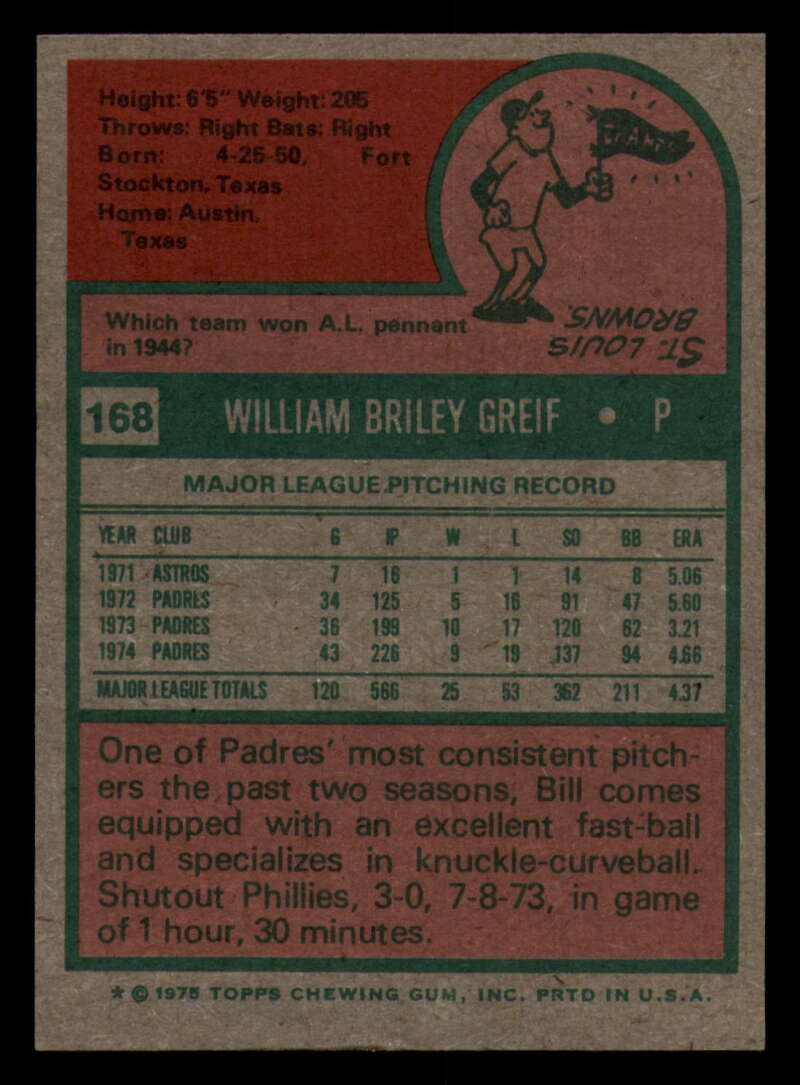 Height: 6'5" Weight: 205
Throws: Right Bats: Right
Born: 4-25-50, Fort
Stockton, Texas
Home: Austin,
Texas
CHAMPS
Which team won A.L. pennant
in 1944?
ST. LOUIS
BROWNS.
168 WILLIAM BRILEY GREIF • P
MAJOR LEAGUE PITCHING RECORD
YEAR CLUB G IP W L SO BB ERA
1971 ASTROS 7 16 1 1 14 8 5.06
1972 PADRES 34 125 5 16 91 47 5.60
1973 PADRES 36 199 10 17 120 62 3.21
1974 PADRES 43 226 9 19 137 94 4.66
MAJOR LEAGUE TOTALS 120 566 25 53 362 211 4.37
One of Padres' most consistent pitch-
ers the past two seasons, Bill comes
equipped with an excellent fast-ball
and specializes in knuckle-curveball.
Shutout Phillies, 3-0, 7-8-73, in game
of 1 hour, 30 minutes.
* © 1975 TOPPS CHEWING GUM, INC. PRTD IN U.S.A.